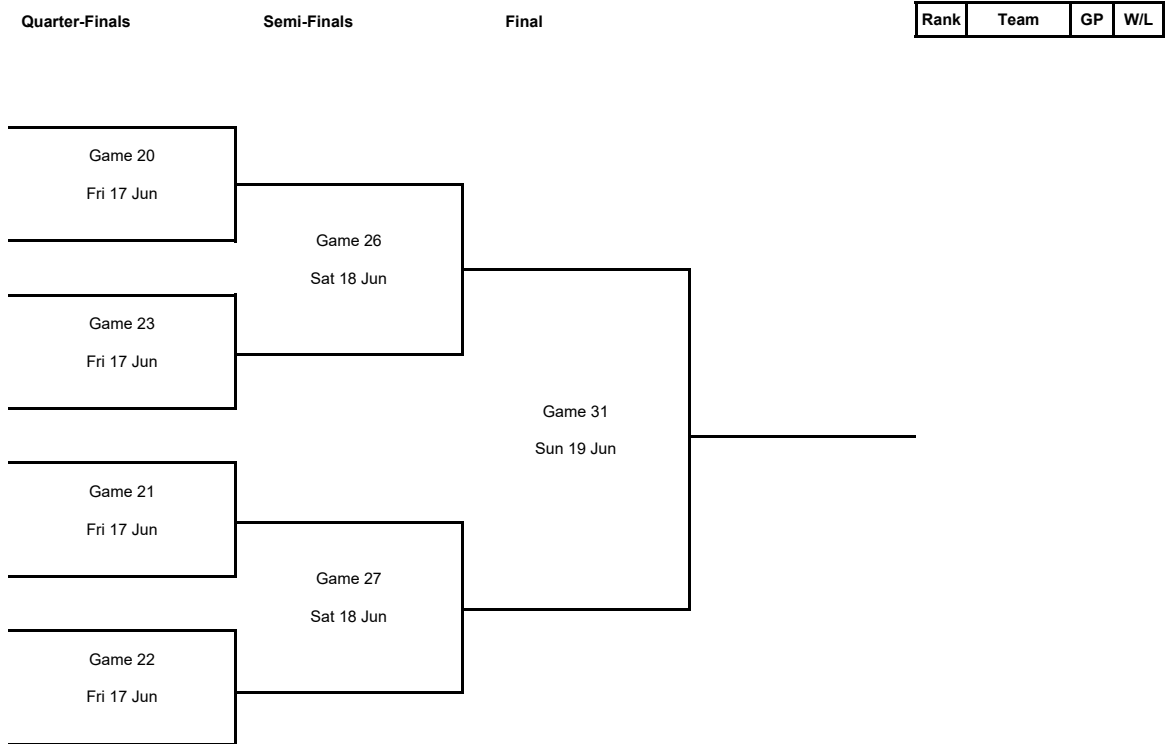 Quarter-Finals Semi-Finals Final Rank Team GP W/L
Game 20
Fri 17 Jun
Game 26
Sat 18 Jun
Game 23
Fri 17 Jun
Game 31
Sun 19 Jun
Game 21
Fri 17 Jun
Game 27
Sat 18 Jun
Game 22
Fri 17 Jun